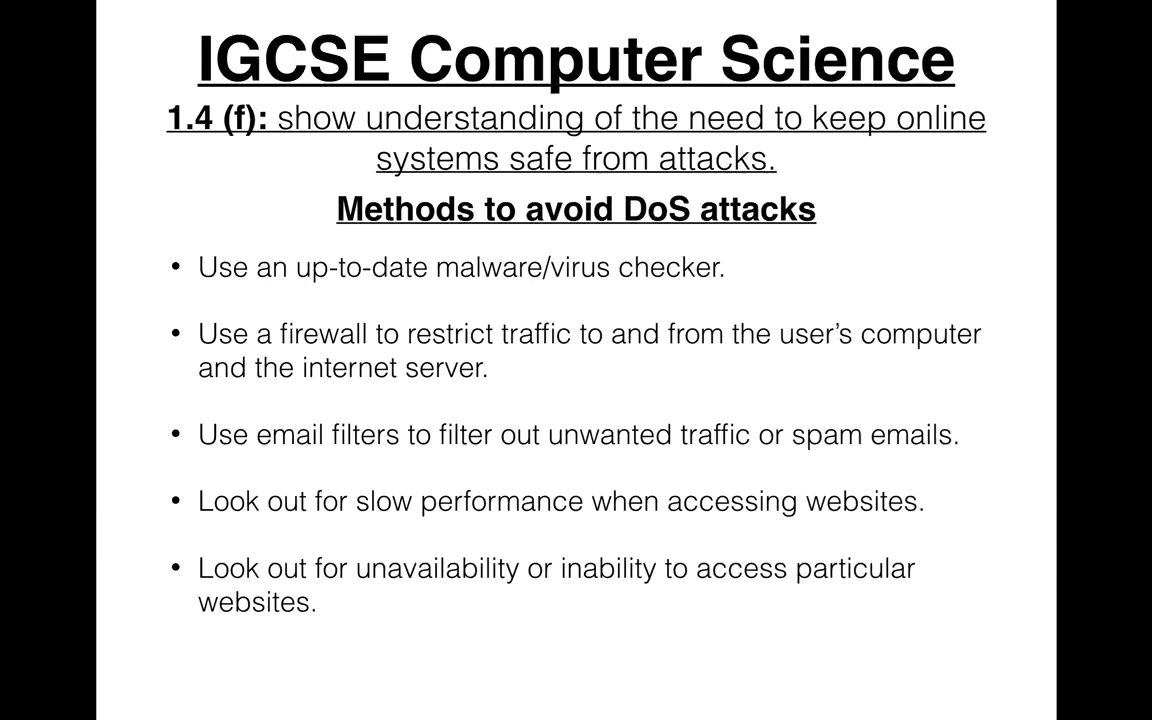 IGCSE Computer Science
1.4 (f): show understanding of the need to keep online
systems safe from attacks.
Methods to avoid DoS attacks
• Use an up-to-date malware/virus checker.
• Use a firewall to restrict traffic to and from the user’s computer
and the internet server.
• Use email filters to filter out unwanted traffic or spam emails.
• Look out for slow performance when accessing websites.
• Look out for unavailability or inability to access particular
websites.